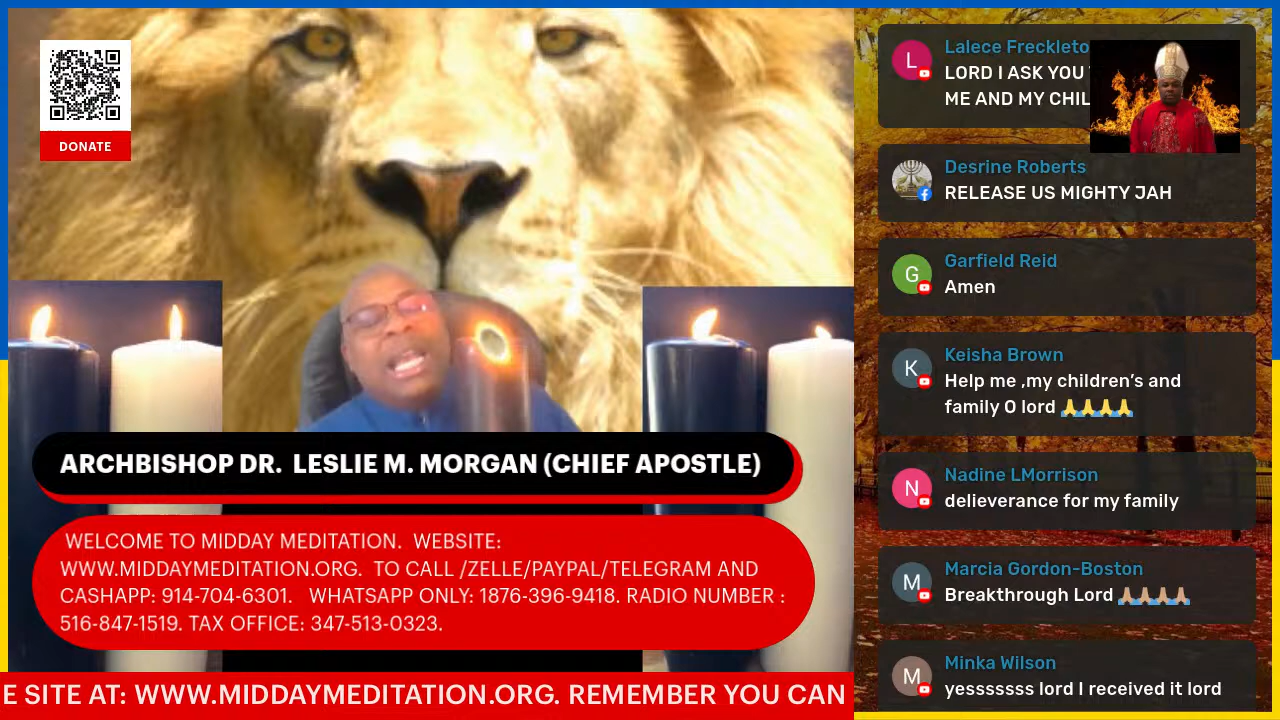 DONATE
ARCHBISHOP DR. LESLIE M. MORGAN (CHIEF APOSTLE)
WELCOME TO MIDDAY MEDITATION. WEBSITE:
WWW.MIDDAYMEDITATION.ORG. TO CALL /ZELLE/PAYPAL/TELEGRAM AND
CASHAPP: 914-704-6301. WHATSAPP ONLY: 1876-396-9418. RADIO NUMBER :
516-847-1519. TAX OFFICE: 347-513-0323.
E SITE AT: WWW.MIDDAYMEDITATION.ORG. REMEMBER YOU CAN
L
Lalece Freckleto
LORD I ASK YOU
ME AND MY CHIL
Desrine Roberts
RELEASE US MIGHTY JAH
G
Garfield Reid
Amen
K
Keisha Brown
Help me ,my children’s and
family O lord 🙏🙏🙏🙏
N
Nadine LMorrison
delieverance for my family
M
Marcia Gordon-Boston
Breakthrough Lord 🙏🏽🙏🏽🙏🏽🙏🏽
M
Minka Wilson
yesssssss lord I received it lord